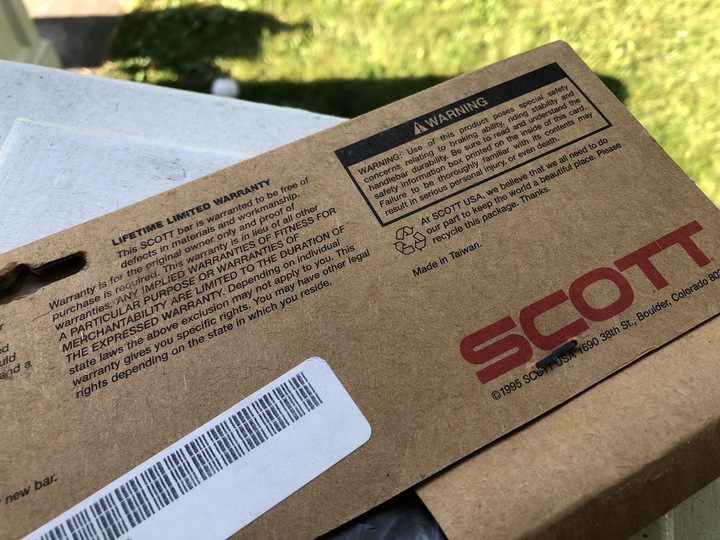 LIFETIME LIMITED WARRANTY
This SCOTT bar is warranted to be free of
defects in materials and workmanship.
Warranty is for the original owner only and proof of
purchase is required. This warranty is in lieu of all other
warranties. ANY IMPLIED WARRANTIES OF FITNESS FOR
A PARTICULAR PURPOSE OR WARRANTIES OF
MERCHANTABILITY ARE LIMITED TO THE DURATION OF
THE EXPRESSED WARRANTY. Depending on individual
state laws the above exclusion may not apply to you. This
warranty gives you specific rights. You may have other legal
rights depending on the state in which you reside.
new bar.
WARNING
WARNING: Use of this product poses special safety
concerns relating to braking ability, riding stability and
handlebar durability. Be sure to read and understand the
safety information box printed on the inside of this card.
Failure to be thoroughly familiar with its contents may
result in serious personal injury, or even death.
At SCOTT USA, we believe that we all need to do
our part to keep the world a beautiful place. Please
recycle this package. Thanks.
Made in Taiwan.
SCOTT
©1995 SCOTT USA 1690 38th St., Boulder, Colorado